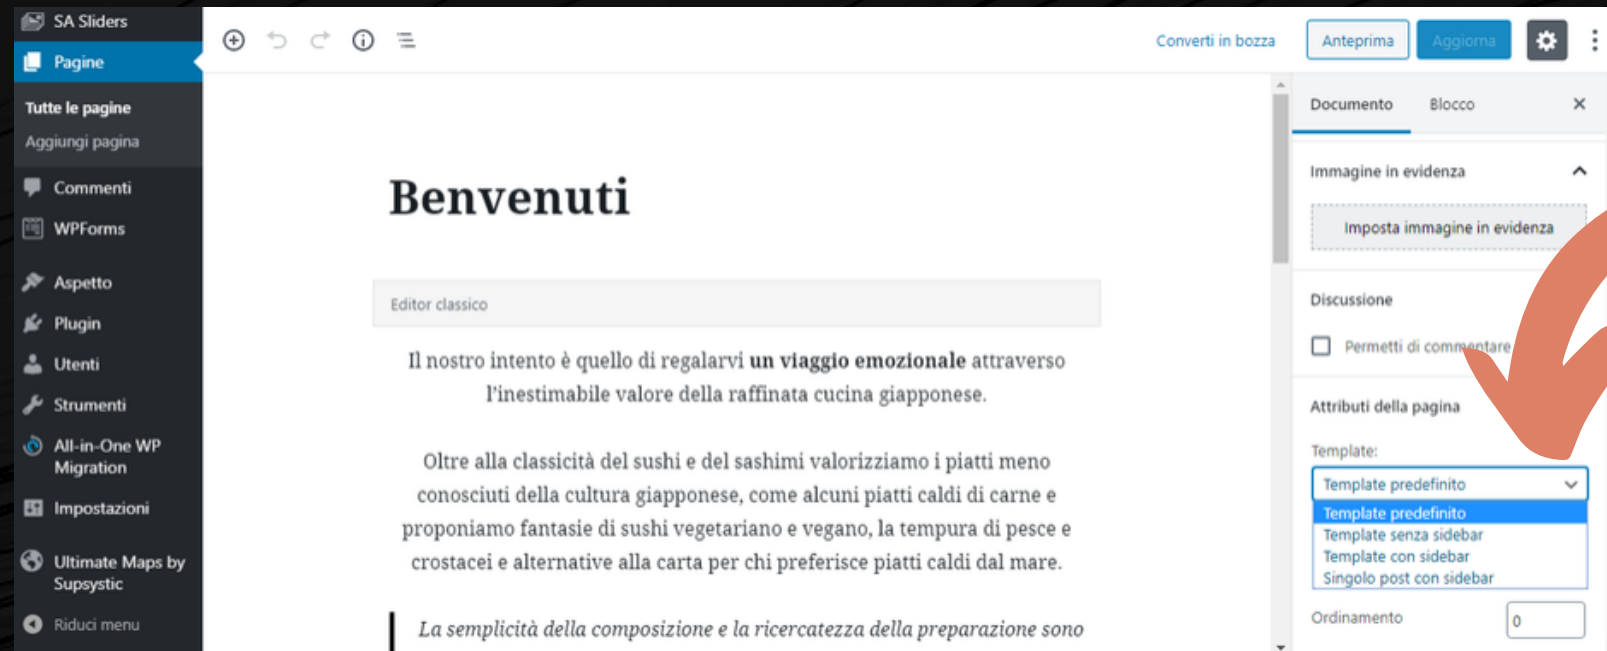 SA Sliders
Pagine
Tutte le pagine
Aggiungi pagina
Commenti
WPForms
Aspetto
Plugin
Utenti
Strumenti
All-in-One WP
Migration
Impostazioni
Ultimate Maps by
Supsystic
Riduci menu
Converti in bozza
Anteprima
Aggiorna
Benvenuti
Editor classico
Il nostro intento è quello di regalarvi un viaggio emozionale attraverso
l'inestimabile valore della raffinata cucina giapponese.
Oltre alla classicità del sushi e del sashimi valorizziamo i piatti meno
conosciuti della cultura giapponese, come alcuni piatti caldi di carne e
proponiamo fantasie di sushi vegetariano e vegano, la tempura di pesce e
crostacei e alternative alla carta per chi preferisce piatti caldi dal mare.
La semplicità della composizione e la ricercatezza della preparazione sono
Documento Blocco
Immagine in evidenza
Imposta immagine in evidenza
Discussione
Permetti di commentare
Attributi della pagina
Template:
Template predefinito
Template predefinito
Template senza sidebar
Template con sidebar
Singolo post con sidebar
Ordinamento 0